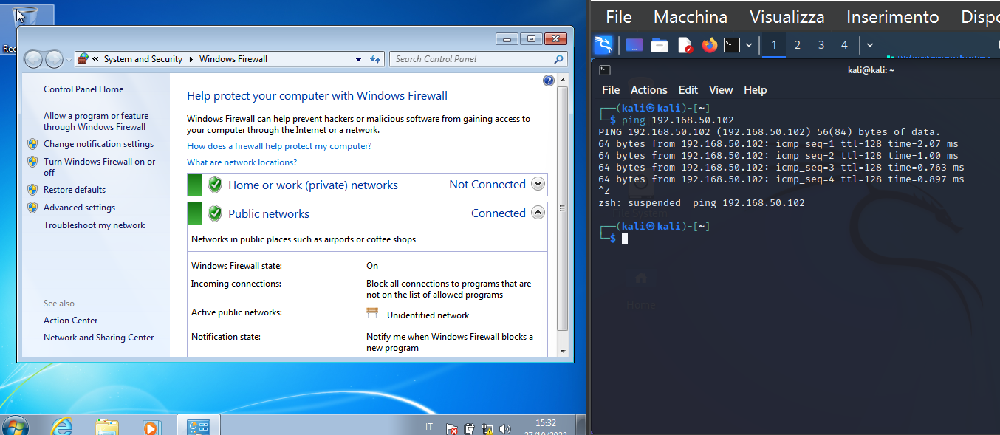 Rec
System and Security
Windows Firewall
Search Control Panel
Control Panel Home
Allow a program or feature
through Windows Firewall
Change notification settings
Turn Windows Firewall on or
off
Restore defaults
Advanced settings
Troubleshoot my network
See also
Action Center
Network and Sharing Center
Help protect your computer with Windows Firewall
Windows Firewall can help prevent hackers or malicious software from gaining access to
your computer through the Internet or a network.
How does a firewall help protect my computer?
What are network locations?
Home or work (private) networks Not Connected
Public networks Connected
Networks in public places such as airports or coffee shops
Windows Firewall state: On
Incoming connections: Block all connections to programs that are
not on the list of allowed programs
Active public networks: Unidentified network
Notification state: Notify me when Windows Firewall blocks a
new program
IT
15:32
File Macchina Visualizza Inserimento Dispo
1 2 3 4
kali@kali: ~
File Actions Edit View Help
┌──(kali㉿kali)-[~]
└─$ ping 192.168.50.102
PING 192.168.50.102 (192.168.50.102) 56(84) bytes of data.
64 bytes from 192.168.50.102: icmp_seq=1 ttl=128 time=2.07 ms
64 bytes from 192.168.50.102: icmp_seq=2 ttl=128 time=1.00 ms
64 bytes from 192.168.50.102: icmp_seq=3 ttl=128 time=0.763 ms
64 bytes from 192.168.50.102: icmp_seq=4 ttl=128 time=0.897 ms
^Z
zsh: suspended  ping 192.168.50.102
┌──(kali㉿kali)-[~]
└─$
File System
Home